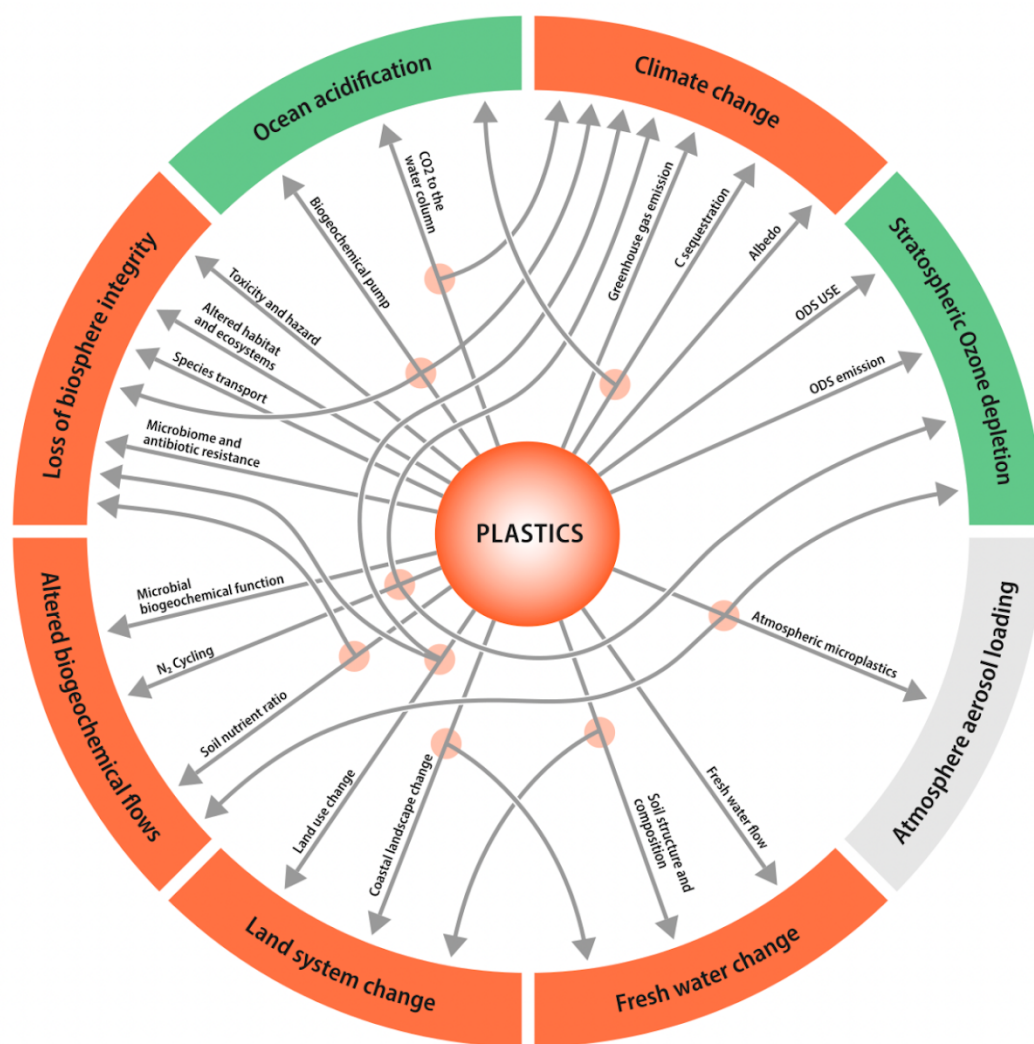 Ocean acidification
Climate change
Stratospheric Ozone depletion
Atmosphere aerosol loading
Fresh water change
Land system change
Altered biogeochemical flows
Loss of biosphere integrity
CO2 to the
water column
Biogeochemical pump
Greenhouse gas emission
C sequestration
Albedo
ODS USE
ODS emission
Toxicity and hazard
Altered habitat
and ecosystems
Species transport
Microbiome and
antibiotic resistance
PLASTICS
Microbial
biogeochemical function
N₂ Cycling
Soil nutrient ratio
Land use change
Coastal landscape change
Soil structure and
composition
Fresh water flow
Atmospheric microplastics